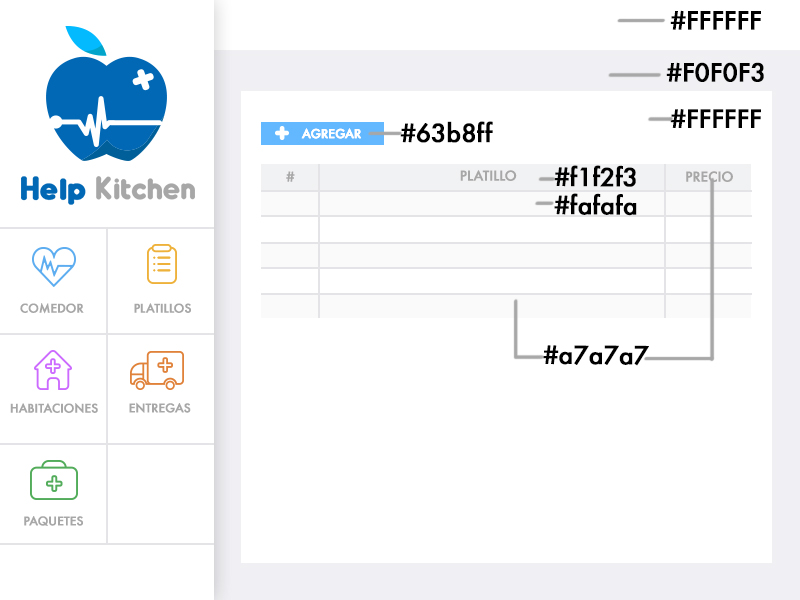 #FFFFFF
#F0F0F3
#FFFFFF
AGREGAR
#63b8ff
#
PLATILLO
#f1f2f3
PRECIO
#fafafa
#a7a7a7
Help Kitchen
COMEDOR
PLATILLOS
HABITACIONES
ENTREGAS
PAQUETES